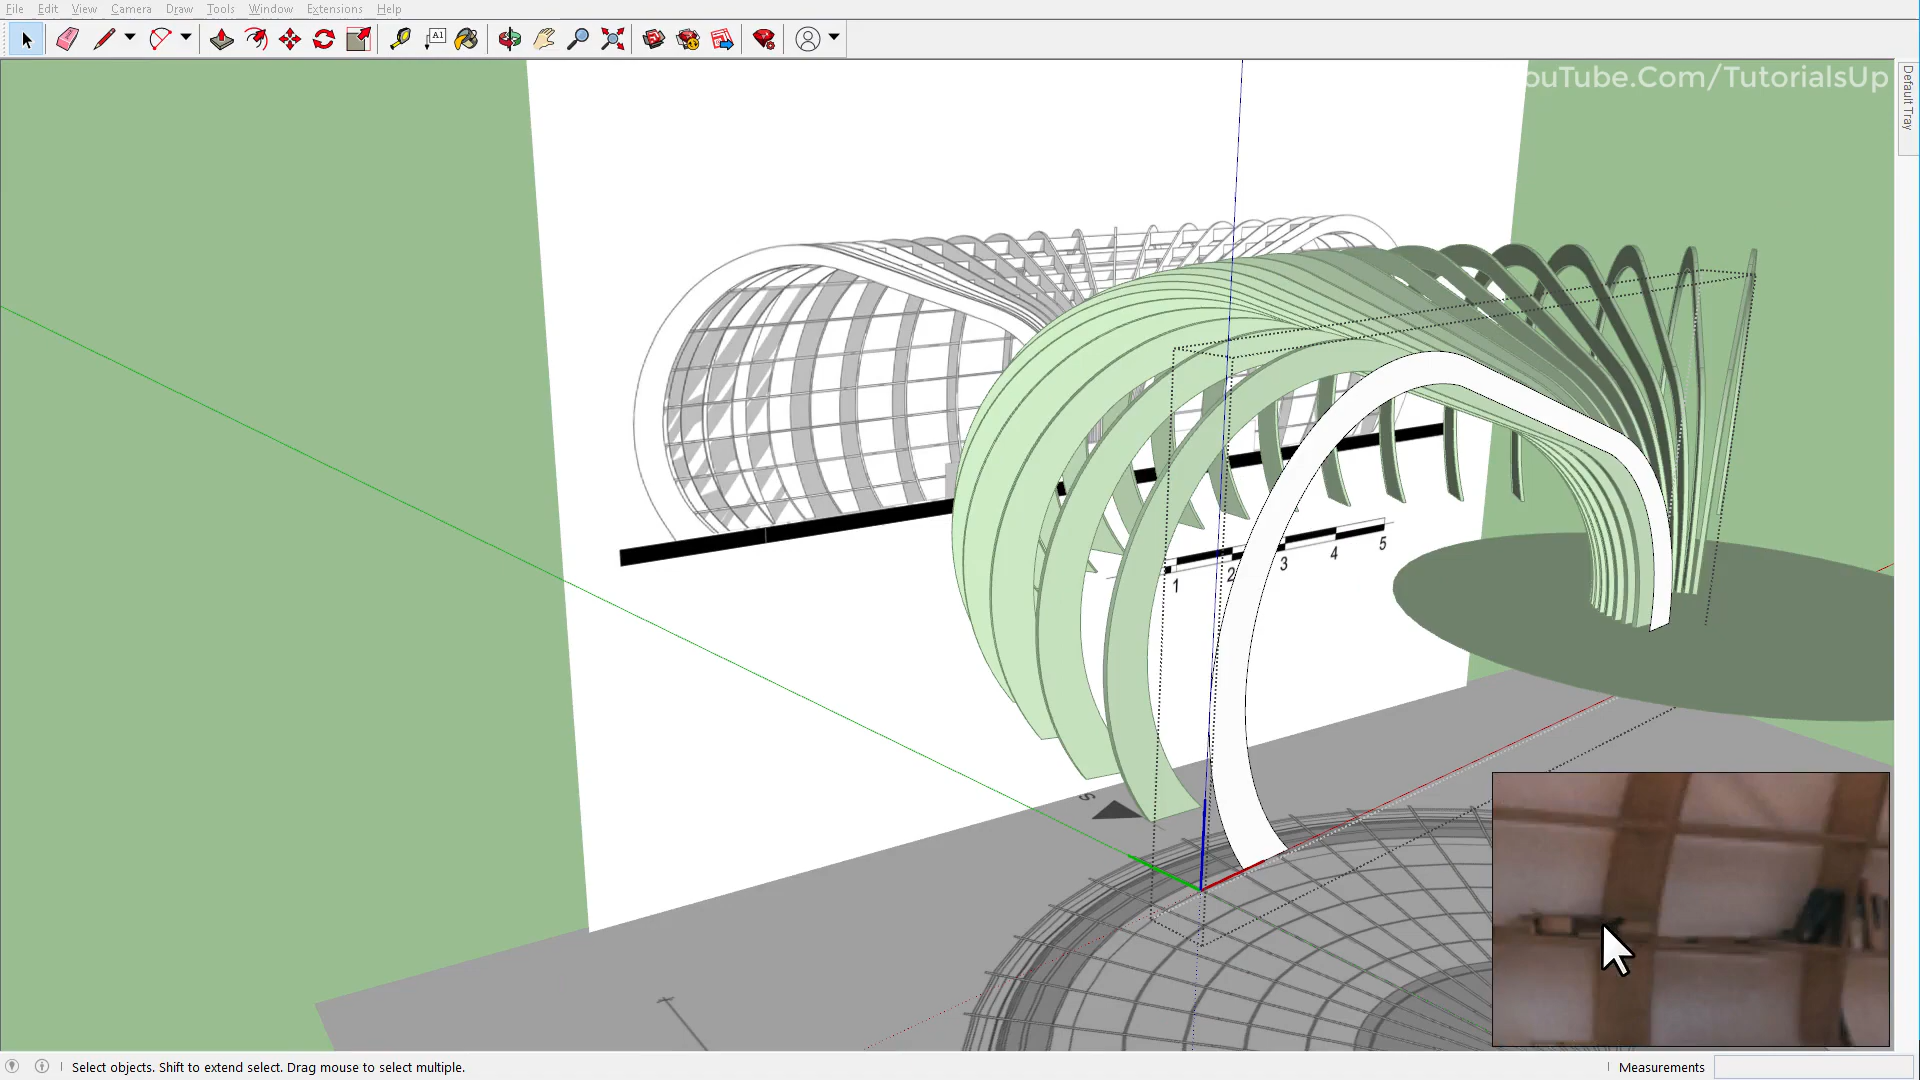 File Edit View Camera Draw Tools Window Extensions Help
A1
ouTube.Com/TutorialsUp
Default Tray
1 2 3 4 5
S
Select objects. Shift to extend select. Drag mouse to select multiple.
Measurements